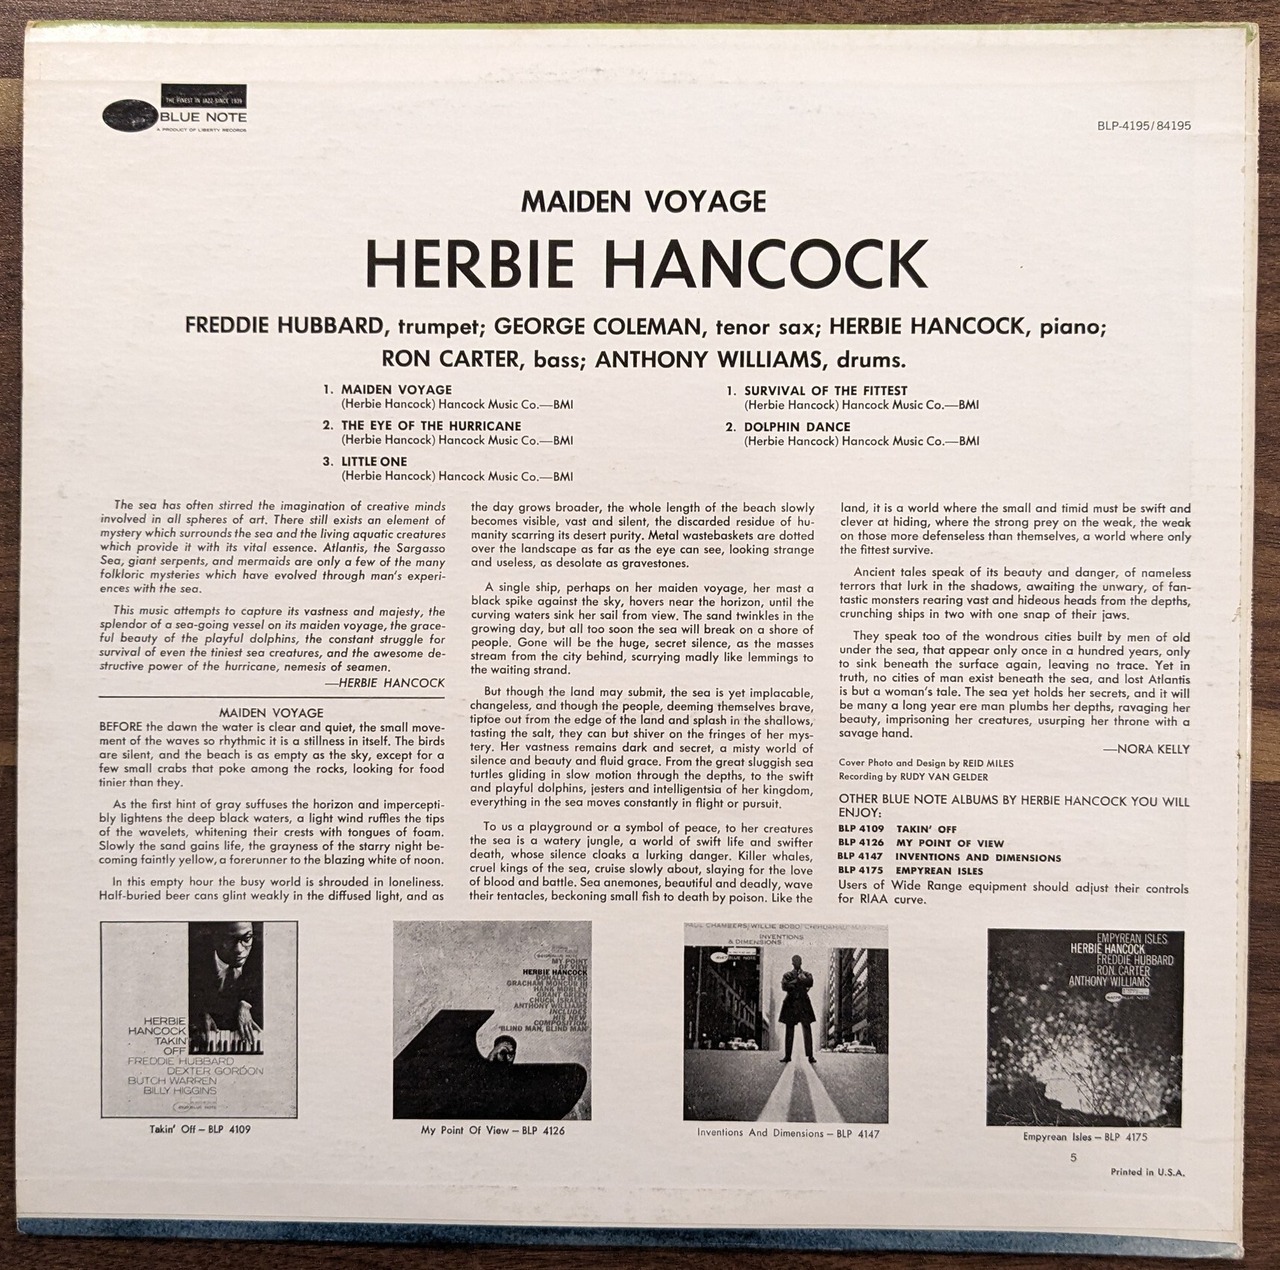 THE FINEST IN JAZZ SINCE 1939
BLUE NOTE
A PRODUCT OF LIBERTY RECORDS
BLP-4195/84195
MAIDEN VOYAGE
HERBIE HANCOCK
FREDDIE HUBBARD, trumpet; GEORGE COLEMAN, tenor sax; HERBIE HANCOCK, piano;
RON CARTER, bass; ANTHONY WILLIAMS, drums.
1. MAIDEN VOYAGE
(Herbie Hancock) Hancock Music Co.—BMI
2. THE EYE OF THE HURRICANE
(Herbie Hancock) Hancock Music Co.—BMI
3. LITTLE ONE
(Herbie Hancock) Hancock Music Co.—BMI
1. SURVIVAL OF THE FITTEST
(Herbie Hancock) Hancock Music Co.—BMI
2. DOLPHIN DANCE
(Herbie Hancock) Hancock Music Co.—BMI
The sea has often stirred the imagination of creative minds
involved in all spheres of art. There still exists an element of
mystery which surrounds the sea and the living aquatic creatures
which provide it with its vital essence. Atlantis, the Sargasso
Sea, giant serpents, and mermaids are only a few of the many
folkloric mysteries which have evolved through man's experi-
ences with the sea.
This music attempts to capture its vastness and majesty, the
splendor of a sea-going vessel on its maiden voyage, the grace-
ful beauty of the playful dolphins, the constant struggle for
survival of even the tiniest sea creatures, and the awesome de-
structive power of the hurricane, nemesis of seamen.
—HERBIE HANCOCK
MAIDEN VOYAGE
BEFORE the dawn the water is clear and quiet, the small move-
ment of the waves so rhythmic it is a stillness in itself. The birds
are silent, and the beach is as empty as the sky, except for a
few small crabs that poke among the rocks, looking for food
tinier than they.
As the first hint of gray suffuses the horizon and impercepti-
bly lightens the deep black waters, a light wind ruffles the tips
of the wavelets, whitening their crests with tongues of foam.
Slowly the sand gains life, the grayness of the starry night be-
coming faintly yellow, a forerunner to the blazing white of noon.
In this empty hour the busy world is shrouded in loneliness.
Half-buried beer cans glint weakly in the diffused light, and as
the day grows broader, the whole length of the beach slowly
becomes visible, vast and silent, the discarded residue of hu-
manity scarring its desert purity. Metal wastebaskets are dotted
over the landscape as far as the eye can see, looking strange
and useless, as desolate as gravestones.
A single ship, perhaps on her maiden voyage, her mast a
black spike against the sky, hovers near the horizon, until the
curving waters sink her sail from view. The sand twinkles in the
growing day, but all too soon the sea will break on a shore of
people. Gone will be the huge, secret silence, as the masses
stream from the city behind, scurrying madly like lemmings to
the waiting strand.
But though the land may submit, the sea is yet implacable,
changeless, and though the people, deeming themselves brave,
tiptoe out from the edge of the land and splash in the shallows,
tasting the salt, they can but shiver on the fringes of her mys-
tery. Her vastness remains dark and secret, a misty world of
silence and beauty and fluid grace. From the great sluggish sea
turtles gliding in slow motion through the depths, to the swift
and playful dolphins, jesters and intelligentsia of her kingdom,
everything in the sea moves constantly in flight or pursuit.
To us a playground or a symbol of peace, to her creatures
the sea is a watery jungle, a world of swift life and swifter
death, whose silence cloaks a lurking danger. Killer whales,
cruel kings of the sea, cruise slowly about, slaying for the love
of blood and battle. Sea anemones, beautiful and deadly, wave
their tentacles, beckoning small fish to death by poison. Like the
land, it is a world where the small and timid must be swift and
clever at hiding, where the strong prey on the weak, the weak
on those more defenseless than themselves, a world where only
the fittest survive.
Ancient tales speak of its beauty and danger, of nameless
terrors that lurk in the shadows, awaiting the unwary, of fan-
tastic monsters rearing vast and hideous heads from the depths,
crunching ships in two with one snap of their jaws.
They speak too of the wondrous cities built by men of old
under the sea, that appear only once in a hundred years, only
to sink beneath the surface again, leaving no trace. Yet in
truth, no cities of man exist beneath the sea, and lost Atlantis
is but a woman's tale. The sea yet holds her secrets, and it will
be many a long year ere man plumbs her depths, ravaging her
beauty, imprisoning her creatures, usurping her throne with a
savage hand.
—NORA KELLY
Cover Photo and Design by REID MILES
Recording by RUDY VAN GELDER
OTHER BLUE NOTE ALBUMS BY HERBIE HANCOCK YOU WILL
ENJOY:
BLP 4109 TAKIN' OFF
BLP 4126 MY POINT OF VIEW
BLP 4147 INVENTIONS AND DIMENSIONS
BLP 4175 EMPYREAN ISLES
Users of Wide Range equipment should adjust their controls
for RIAA curve.
HERBIE
HANCOCK
TAKIN'
OFF
FREDDIE HUBBARD
DEXTER GORDON
BUTCH WARREN
BILLY HIGGINS
MY POINT
OF VIEW
HERBIE HANCOCK
DONALD BYRD
GRACHAN MONCUR III
HANK MOBLEY
GRANT GREEN
CHUCK ISRAELS
ANTHONY WILLIAMS
INCLUDES
HIS NEW
COMPOSITION
'BLIND MAN, BLIND MAN'
PAUL CHAMBERS/WILLIE BOBO/
INVENTIONS
& DIMENSIONS
BLUE NOTE
EMPYREAN ISLES
HERBIE HANCOCK
FREDDIE HUBBARD
RON CARTER
ANTHONY WILLIAMS
BLUE NOTE
Takin' Off – BLP 4109
My Point Of View – BLP 4126
Inventions And Dimensions – BLP 4147
Empyrean Isles – BLP 4175
5
Printed in U.S.A.